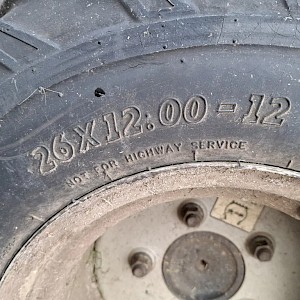 26X12:00-12
NOT FOR HIGHWAY SERVICE